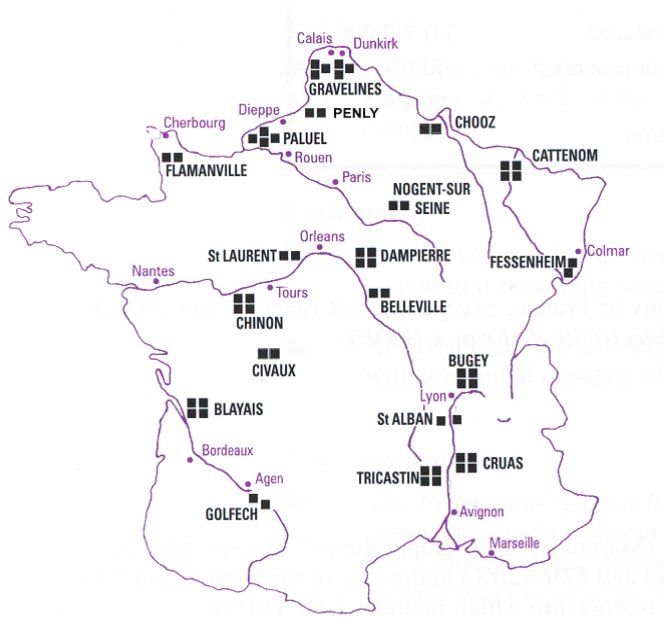 Calais
Dunkirk
GRAVELINES
Dieppe
PENLY
CHOOZ
Cherbourg
PALUEL
Rouen
CATTENOM
FLAMANVILLE
Paris
NOGENT-SUR
SEINE
Orleans
St LAURENT
DAMPIERRE
FESSENHEIM
Colmar
Nantes
Tours
BELLEVILLE
CHINON
CIVAUX
BUGEY
Lyon
BLAYAIS
St ALBAN
Bordeaux
CRUAS
TRICASTIN
Agen
GOLFECH
Avignon
Marseille